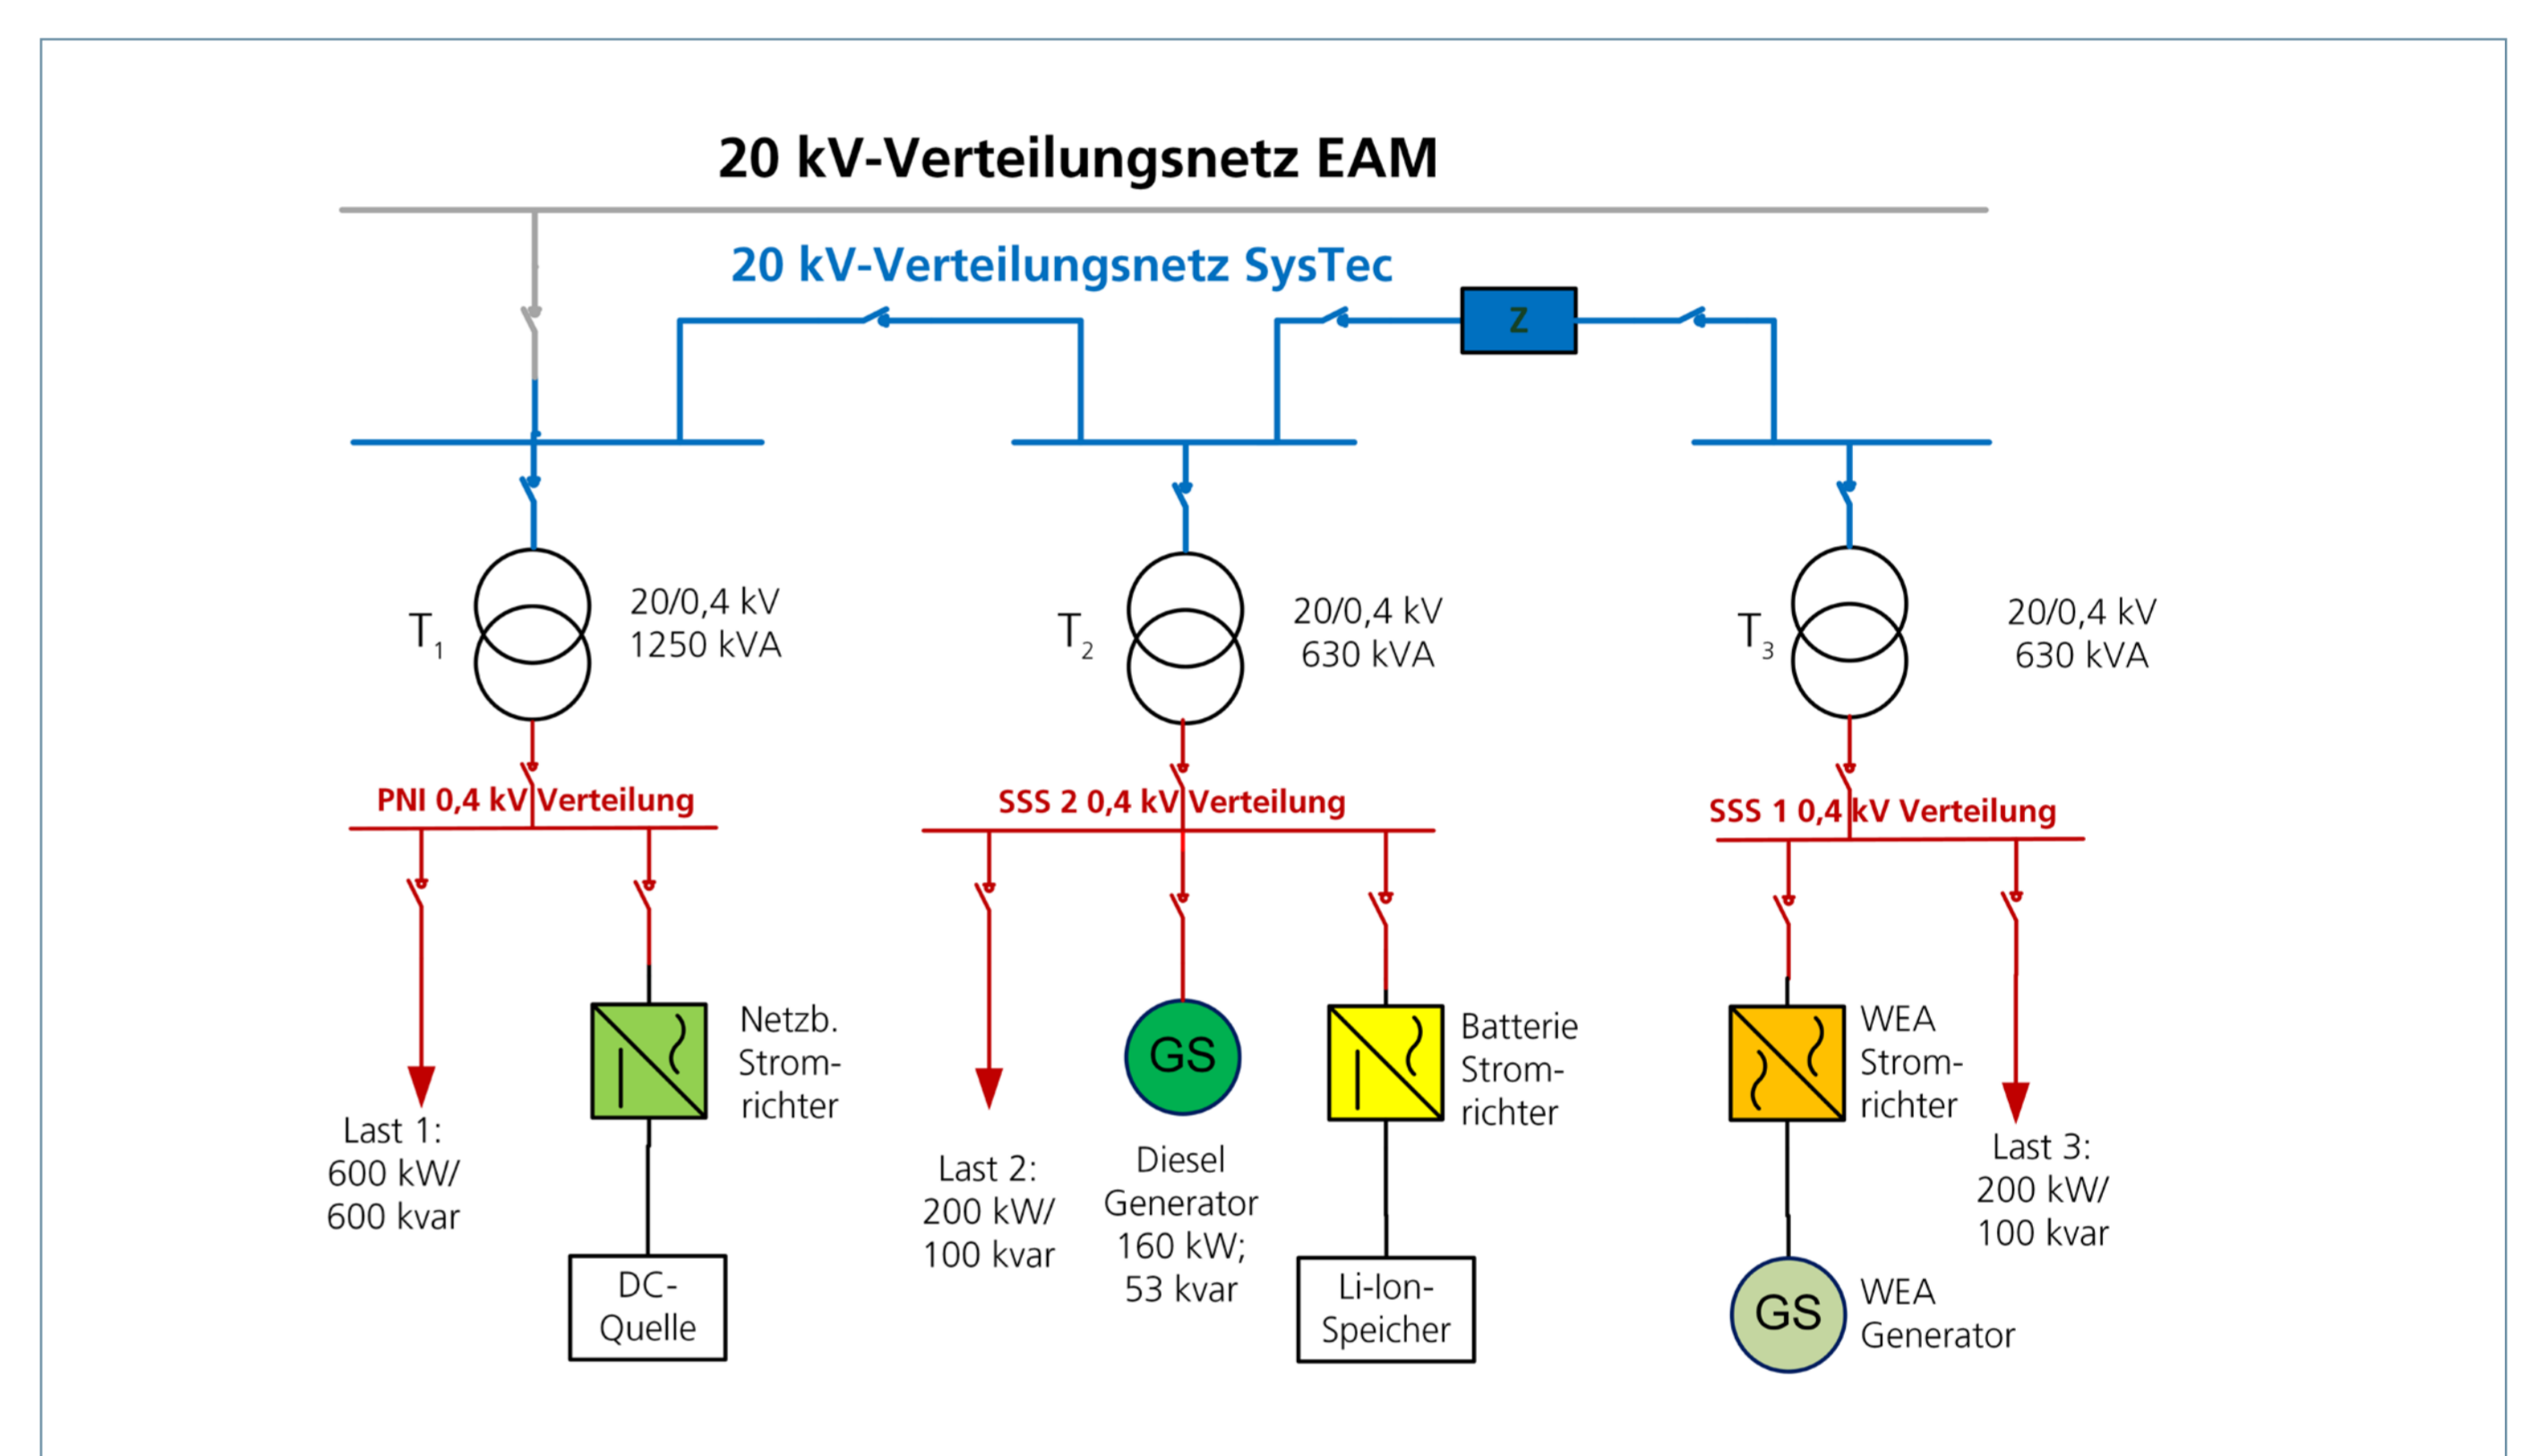 20 kV-Verteilungsnetz EAM
20 kV-Verteilungsnetz SysTec
Z
T1
20/0,4 kV
1250 kVA
T2
20/0,4 kV
630 kVA
T3
20/0,4 kV
630 kVA
PNI 0,4 kV Verteilung
SSS 2 0,4 kV Verteilung
SSS 1 0,4 kV Verteilung
Last 1:
600 kW/
600 kvar
Netzb.
Strom-
richter
DC-
Quelle
Last 2:
200 kW/
100 kvar
GS
Diesel
Generator
160 kW;
53 kvar
Batterie
Strom-
richter
Li-Ion-
Speicher
WEA
Strom-
richter
GS
WEA
Generator
Last 3:
200 kW/
100 kvar